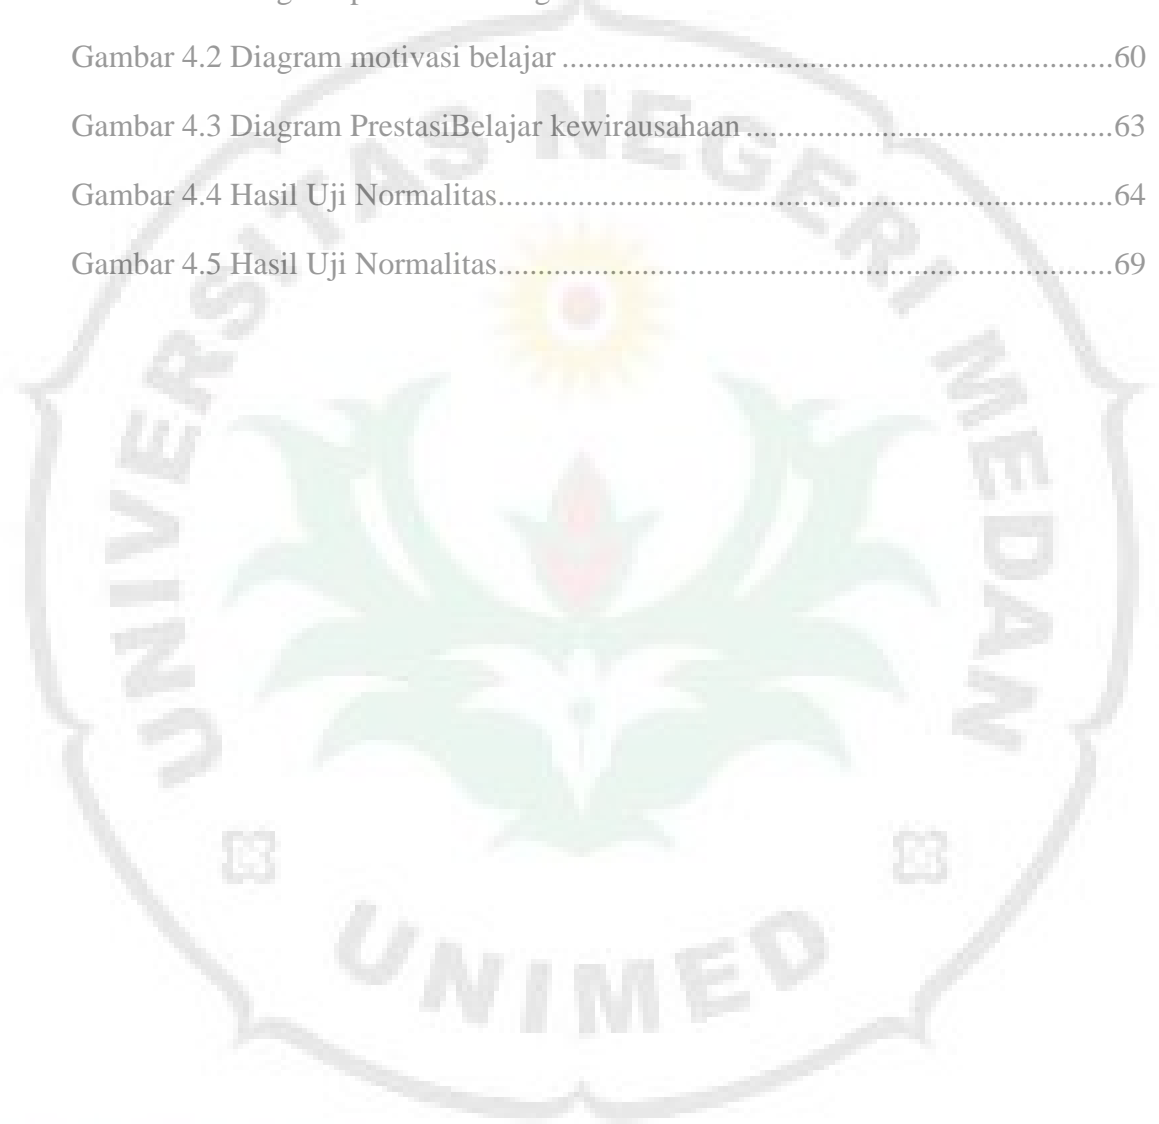 Gambar 4.2 Diagram motivasi belajar ......................................................................60
Gambar 4.3 Diagram PrestasiBelajar kewirausahaan ..............................................63
Gambar 4.4 Hasil Uji Normalitas..............................................................................64
Gambar 4.5 Hasil Uji Normalitas..............................................................................69
UNIVERSITAS NEGERI MEDAN
UNIMED